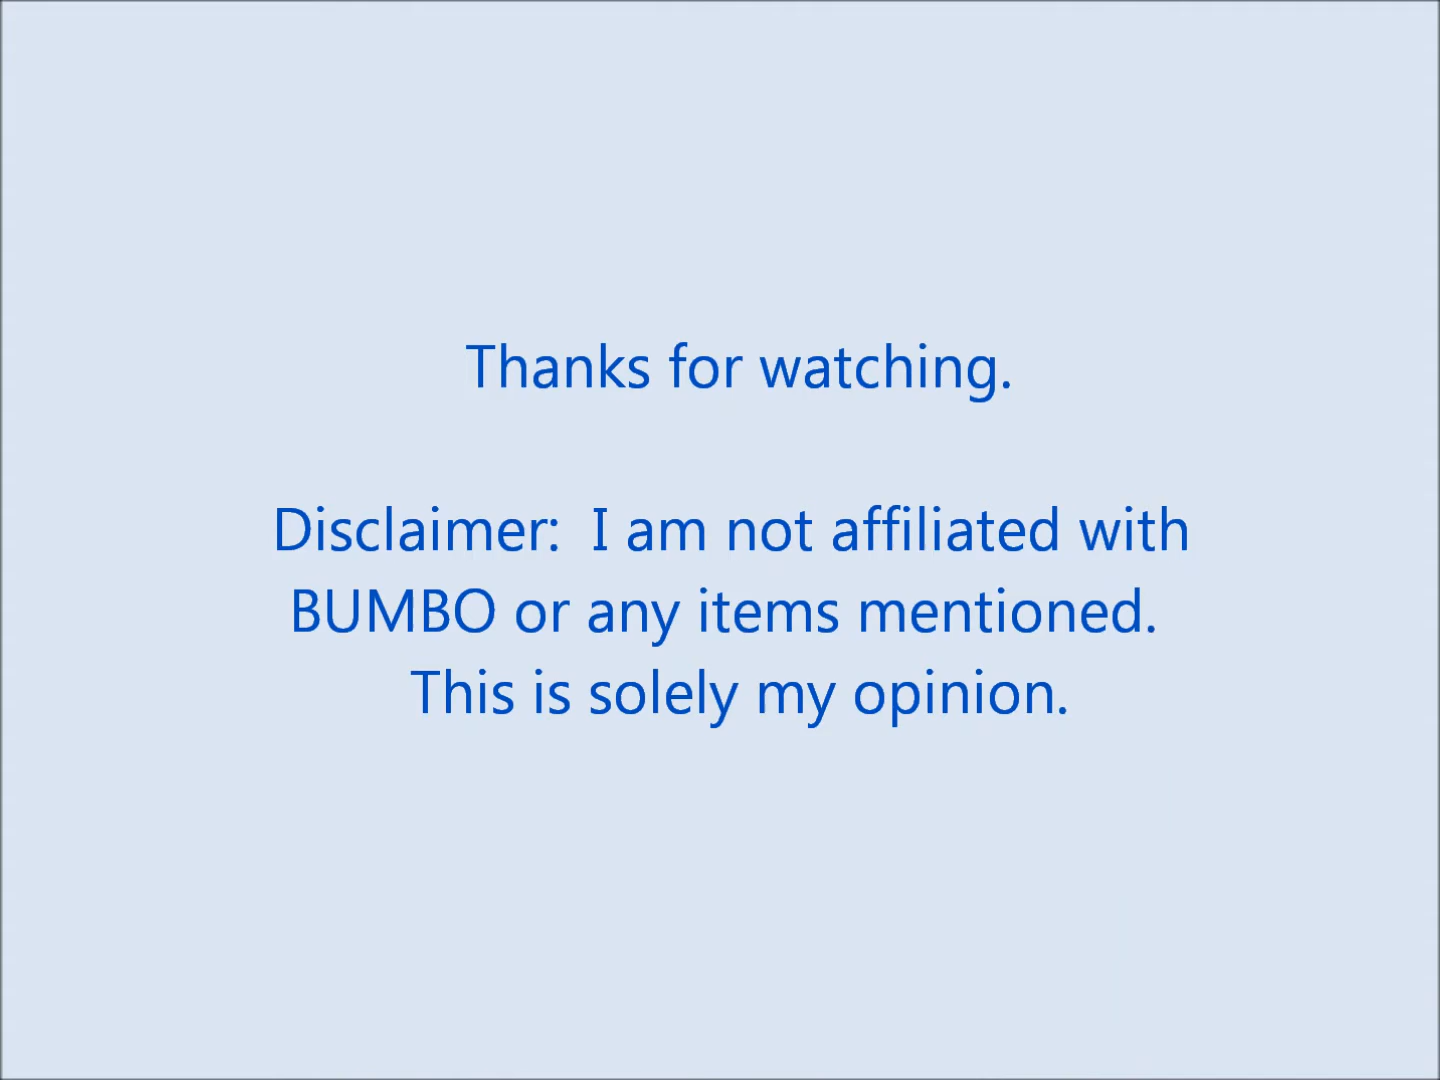 Thanks for watching.
Disclaimer:  I am not affiliated with
BUMBO or any items mentioned.
This is solely my opinion.